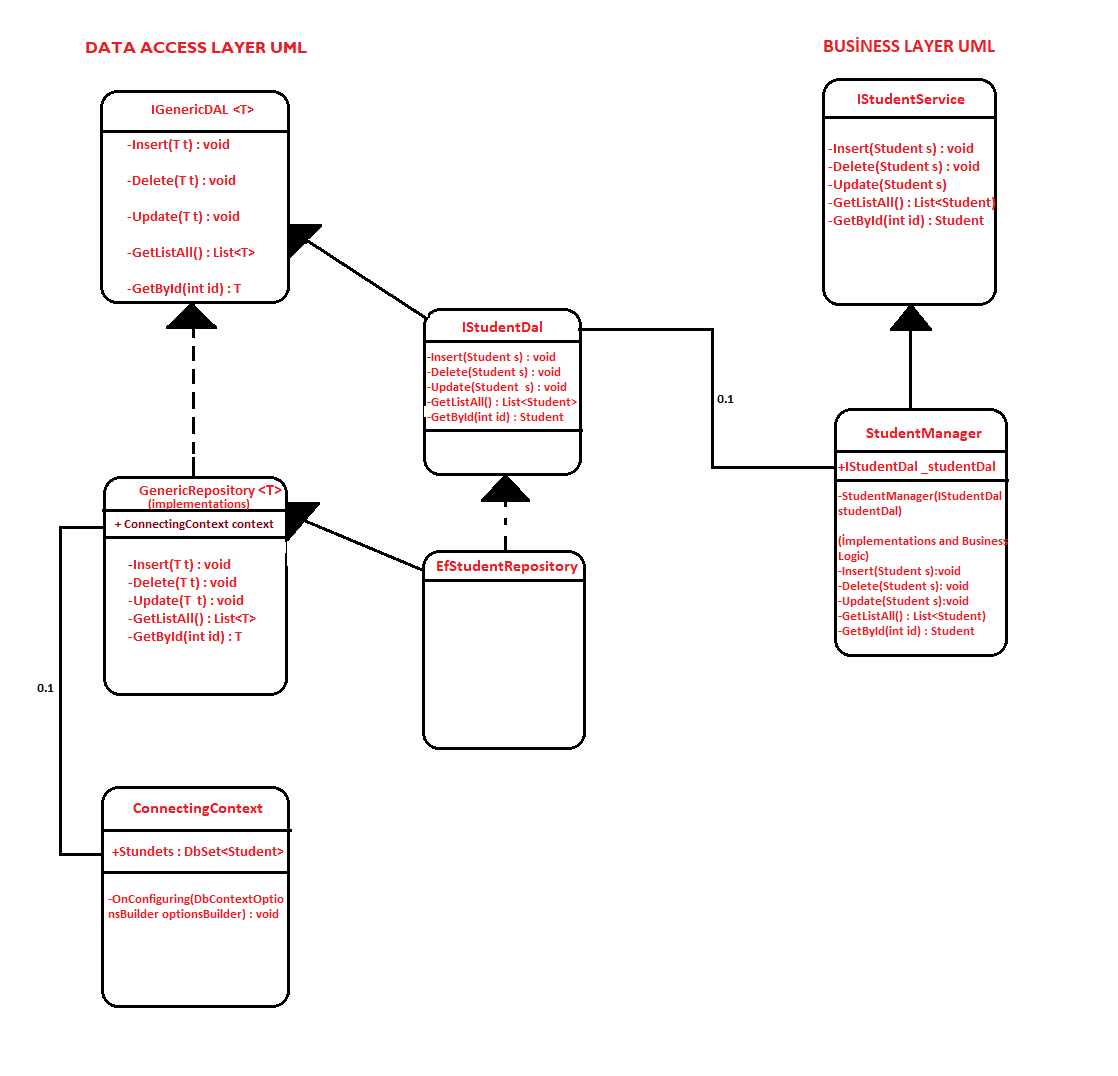 DATA ACCESS LAYER UML
BUSİNESS LAYER UML
IGenericDAL <T>
-Insert(T t) : void
-Delete(T t) : void
-Update(T t) : void
-GetListAll() : List<T>
-GetById(int id) : T
IStudentService
-Insert(Student s) : void
-Delete(Student s) : void
-Update(Student s)
-GetListAll() : List<Student)
-GetById(int id) : Student
IStudentDal
-Insert(Student s) : void
-Delete(Student s) : void
-Update(Student  s) : void
-GetListAll() : List<Student>
-GetById(int id) : Student
0.1
StudentManager
+IStudentDal _studentDal
-StudentManager(IStudentDal
studentDal)
(İmplementations and Business
Logic)
-Insert(Student s):void
-Delete(Student s): void
-Update(Student s):void
-GetListAll() : List<Student)
-GetById(int id) : Student
GenericRepository <T>
(implementations)
+ ConnectingContext context
-Insert(T t) : void
-Delete(T t) : void
-Update(T  t) : void
-GetListAll() : List<T>
-GetById(int id) : T
EfStudentRepository
0.1
ConnectingContext
+Stundets : DbSet<Student>
-OnConfiguring(DbContextOptio
nsBuilder optionsBuilder) : void